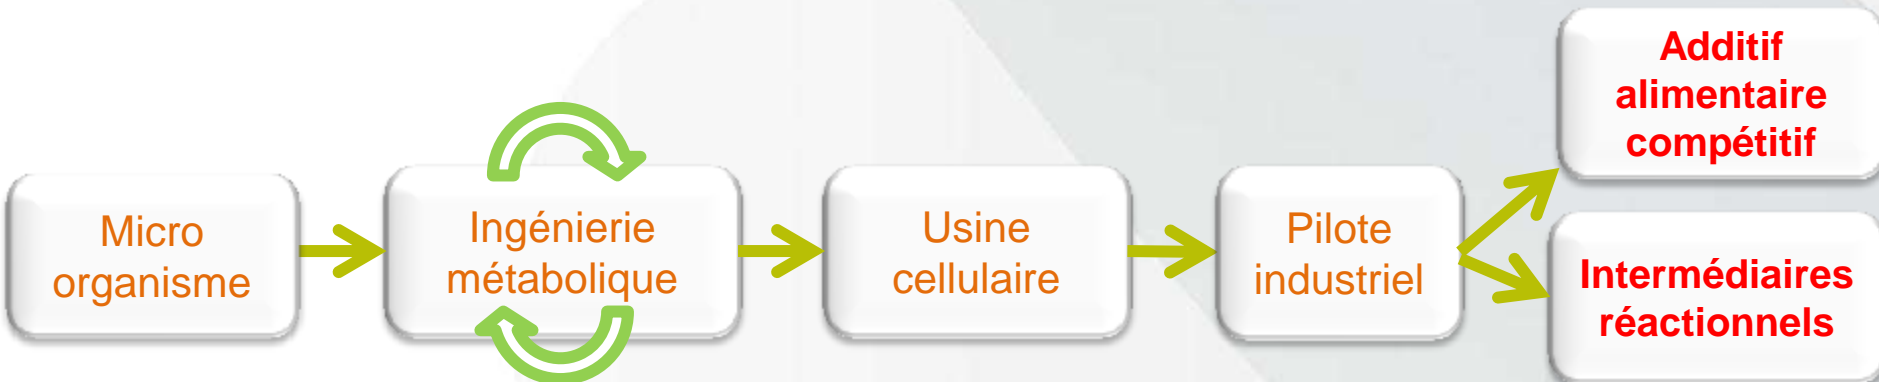 Micro
organisme
Ingénierie
métabolique
Usine
cellulaire
Pilote
industriel
Additif
alimentaire
compétitif
Intermédiaires
réactionnels